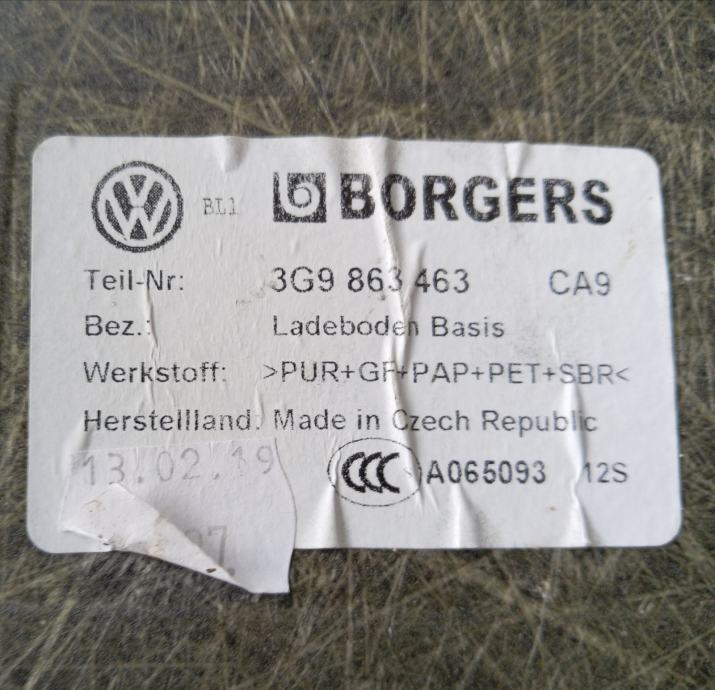 BL1 BORGERS
Teil-Nr: 3G9 863 463 CA9
Bez.: Ladeboden Basis
Werkstoff: >PUR+GF+PAP+PET+SBR<
Herstellland: Made in Czech Republic
13.02.19
CCC S A065093 12S